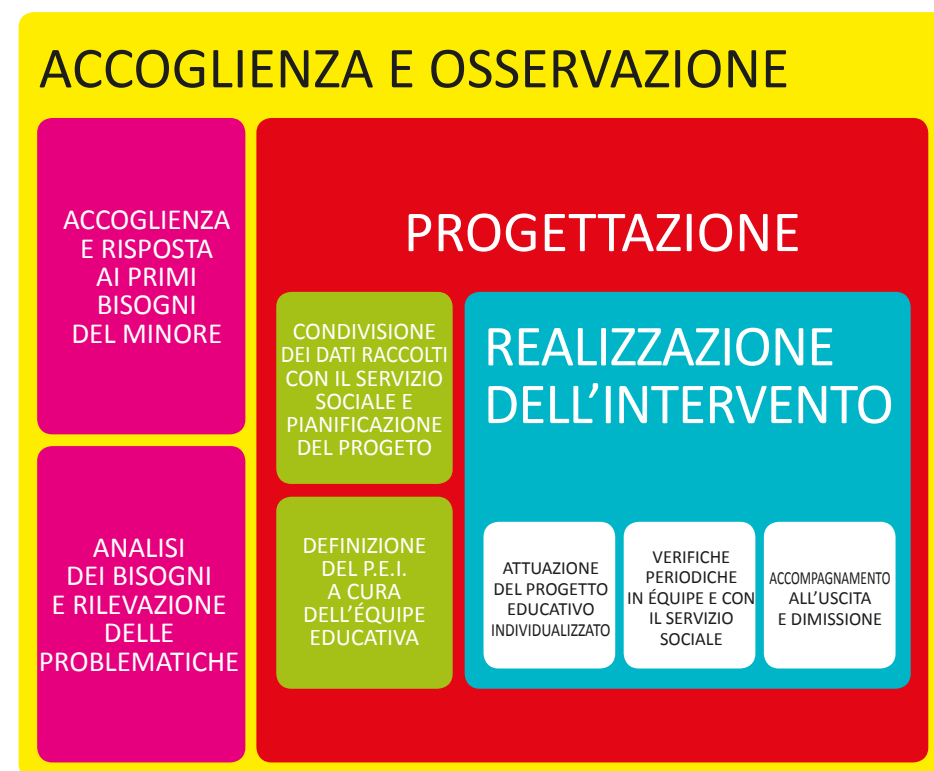 ACCOGLIENZA E OSSERVAZIONE
ACCOGLIENZA
E RISPOSTA
AI PRIMI
BISOGNI
DEL MINORE
ANALISI
DEI BISOGNI
E RILEVAZIONE
DELLE
PROBLEMATICHE
PROGETTAZIONE
CONDIVISIONE
DEI DATI RACCOLTI
CON IL SERVIZIO
SOCIALE E
PIANIFICAZIONE
DEL PROGETO
DEFINIZIONE
DEL P.E.I.
A CURA
DELL'ÉQUIPE
EDUCATIVA
REALIZZAZIONE
DELL'INTERVENTO
ATTUAZIONE
DEL PROGETTO
EDUCATIVO
INDIVIDUALIZZATO
VERIFICHE
PERIODICHE
IN ÉQUIPE E CON
IL SERVIZIO
SOCIALE
ACCOMPAGNAMENTO
ALL'USCITA
E DIMISSIONE